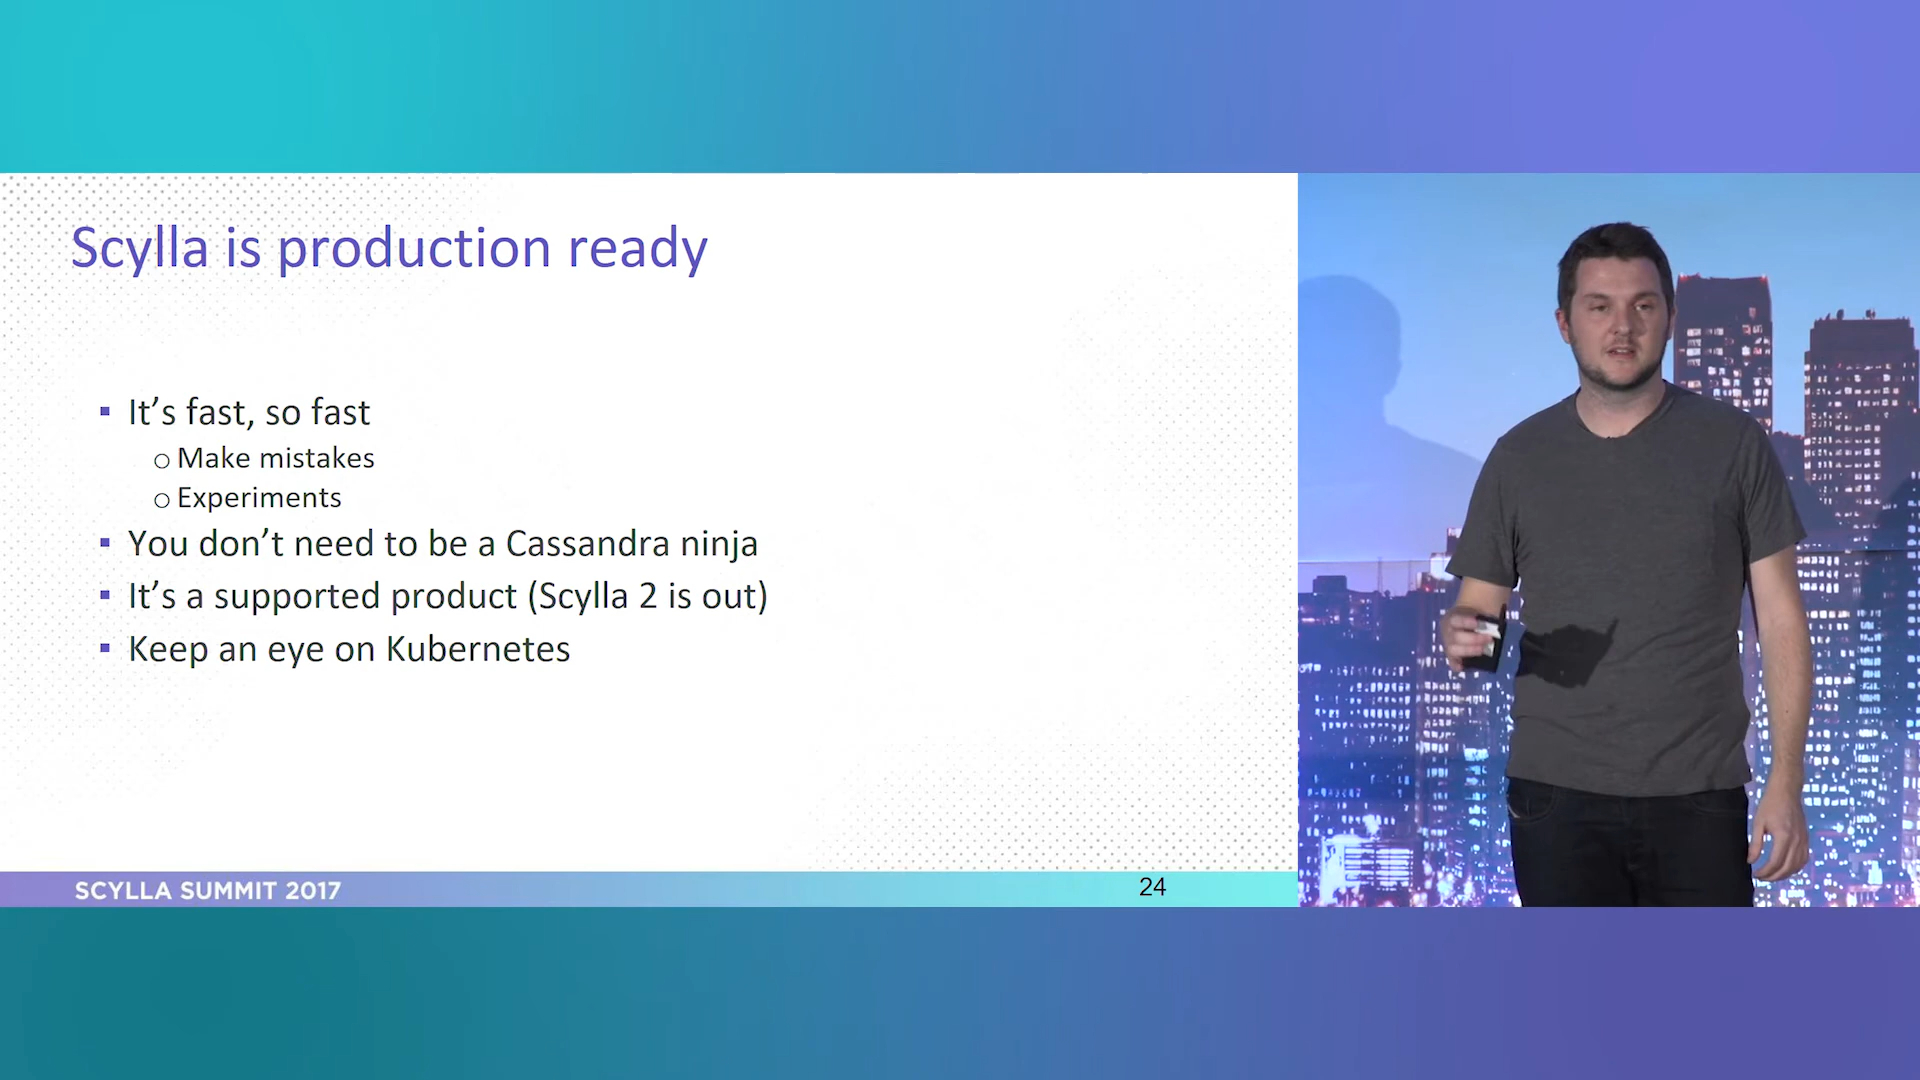 Scylla is production ready
▪ It’s fast, so fast
o Make mistakes
o Experiments
▪ You don’t need to be a Cassandra ninja
▪ It’s a supported product (Scylla 2 is out)
▪ Keep an eye on Kubernetes
SCYLLA SUMMIT 2017
24